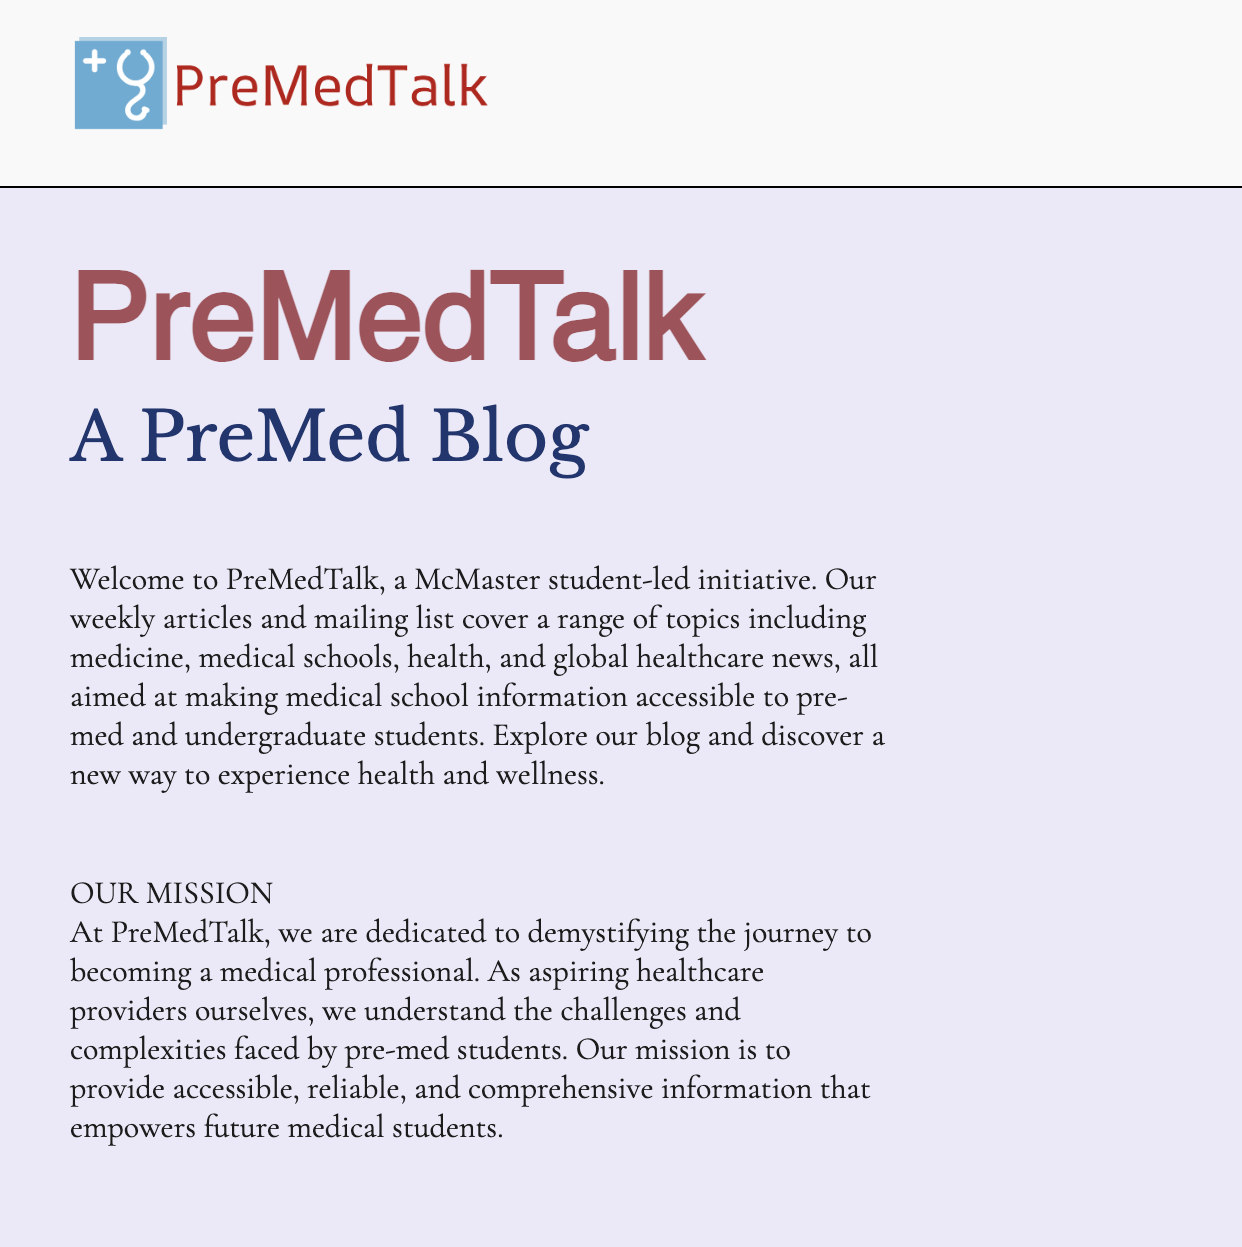 PreMedTalk
PreMedTalk
A PreMed Blog
Welcome to PreMedTalk, a McMaster student-led initiative. Our
weekly articles and mailing list cover a range of topics including
medicine, medical schools, health, and global healthcare news, all
aimed at making medical school information accessible to pre-
med and undergraduate students. Explore our blog and discover a
new way to experience health and wellness.
OUR MISSION
At PreMedTalk, we are dedicated to demystifying the journey to
becoming a medical professional. As aspiring healthcare
providers ourselves, we understand the challenges and
complexities faced by pre-med students. Our mission is to
provide accessible, reliable, and comprehensive information that
empowers future medical students.